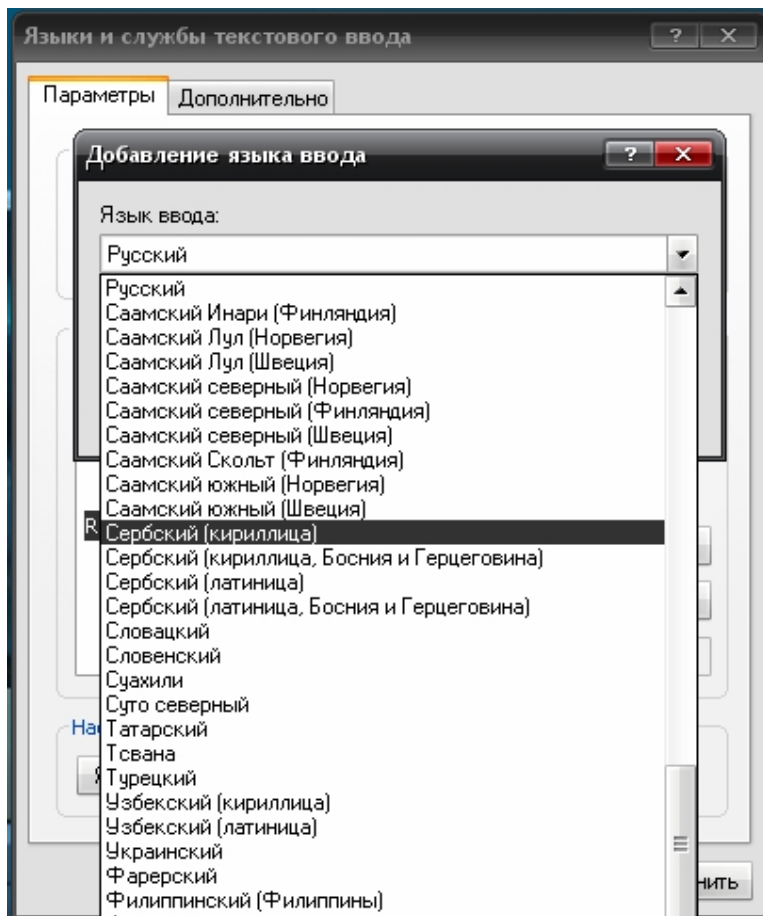 Языки и службы текстового ввода
Параметры Дополнительно
Добавление языка ввода
Язык ввода:
Русский
Русский
Саамский Инари (Финляндия)
Саамский Лул (Норвегия)
Саамский Лул (Швеция)
Саамский северный (Норвегия)
Саамский северный (Финляндия)
Саамский северный (Швеция)
Саамский Скольт (Финляндия)
Саамский южный (Норвегия)
Саамский южный (Швеция)
Сербский (кириллица)
Сербский (кириллица, Босния и Герцеговина)
Сербский (латиница)
Сербский (латиница, Босния и Герцеговина)
Словацкий
Словенский
Суахили
Суто северный
Татарский
Тсвана
Турецкий
Узбекский (кириллица)
Узбекский (латиница)
Украинский
Фарерский
Филиппинский (Филиппины)